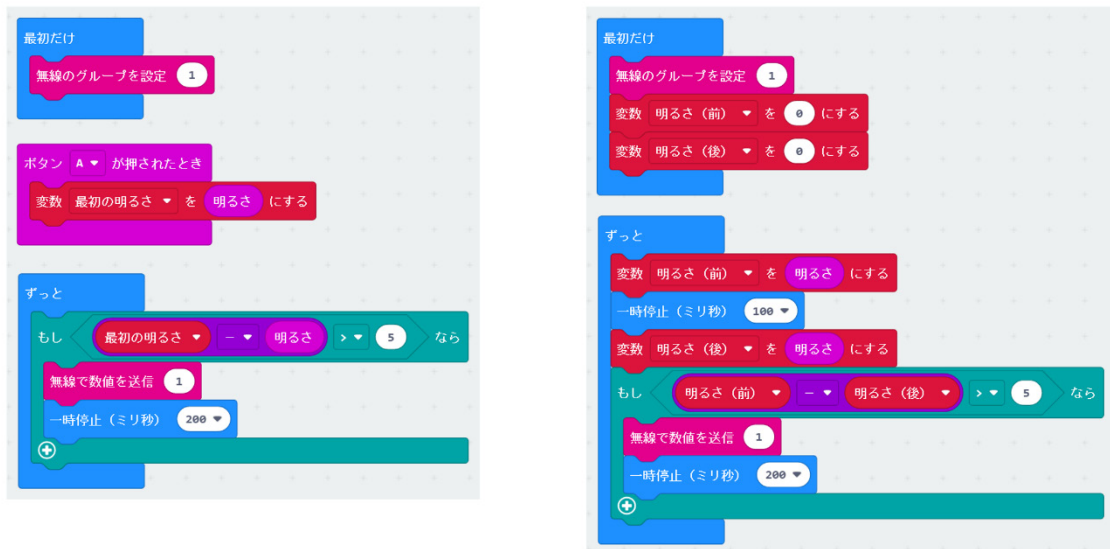 最初だけ
無線のグループを設定 1
ボタン A が押されたとき
変数 最初の明るさ を 明るさ にする
ずっと
もし 最初の明るさ - 明るさ > 5 なら
無線で数値を送信 1
一時停止（ミリ秒） 200
最初だけ
無線のグループを設定 1
変数 明るさ（前） を 0 にする
変数 明るさ（後） を 0 にする
ずっと
変数 明るさ（前） を 明るさ にする
一時停止（ミリ秒） 100
変数 明るさ（後） を 明るさ にする
もし 明るさ（前） - 明るさ（後） > 5 なら
無線で数値を送信 1
一時停止（ミリ秒） 200